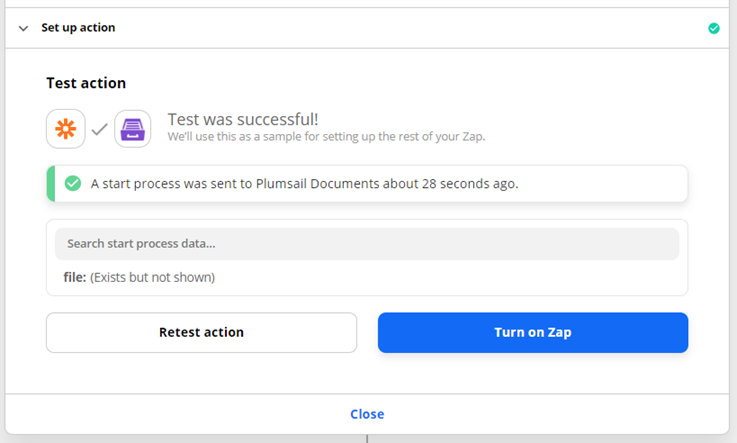 Set up action
Test action
Test was successful!
We'll use this as a sample for setting up the rest of your Zap.
A start process was sent to Plumsail Documents about 28 seconds ago.
Search start process data...
file: (Exists but not shown)
Retest action
Turn on Zap
Close